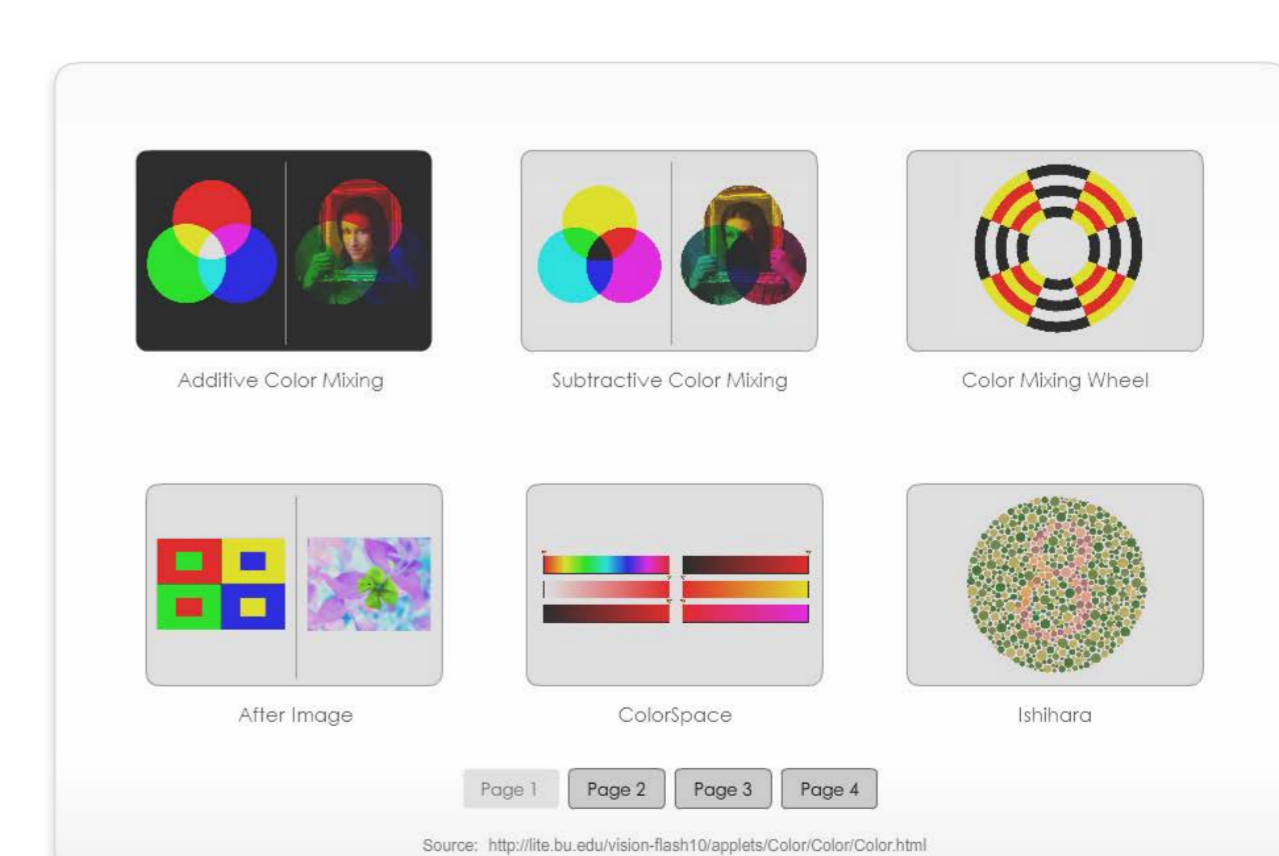 Additive Color Mixing
Subtractive Color Mixing
Color Mixing Wheel
8
After Image
ColorSpace
Ishihara
Page 1
Page 2
Page 3
Page 4
Source: http://lite.bu.edu/vision-flash10/applets/Color/Color/Color.html